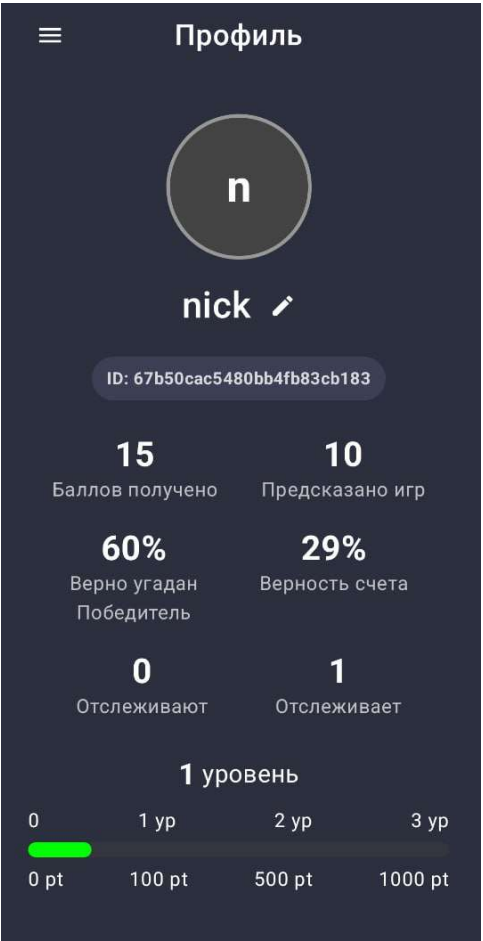 Профиль
n
nick
ID: 67b50cac5480bb4fb83cb183
15 10
Баллов получено Предсказано игр
60% 29%
Верно угадан Верность счета
Победитель
0 1
Отслеживают Отслеживает
1 уровень
0 1 ур 2 ур 3 ур
0 pt 100 pt 500 pt 1000 pt